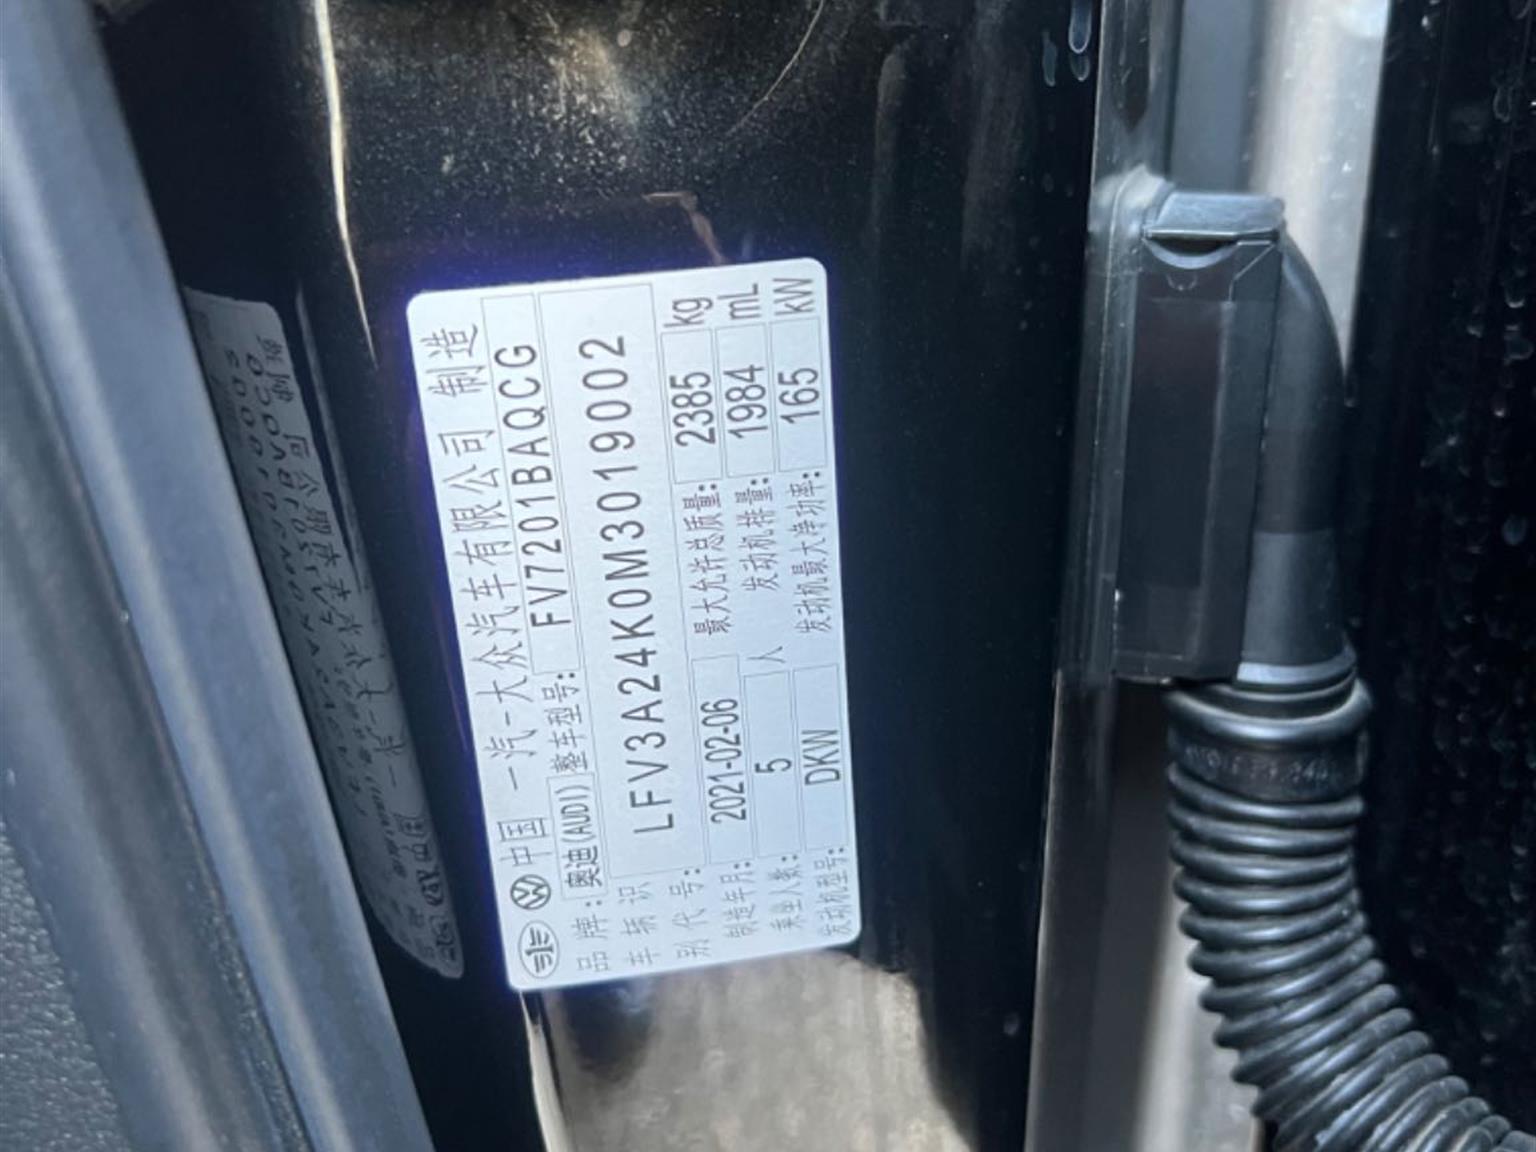 中国 一汽-大众汽车有限公司 制造
品牌: 奥迪(AUDI) 整车型号: FV7201BAQCG
车辆识别代号: LFV3A24K0M3019002
制造年月: 2021-02-06 最大允许总质量: 2385 kg
乘坐人数: 5 人 发动机排量: 1984 mL
发动机型号: DKW 发动机最大净功率: 165 kW